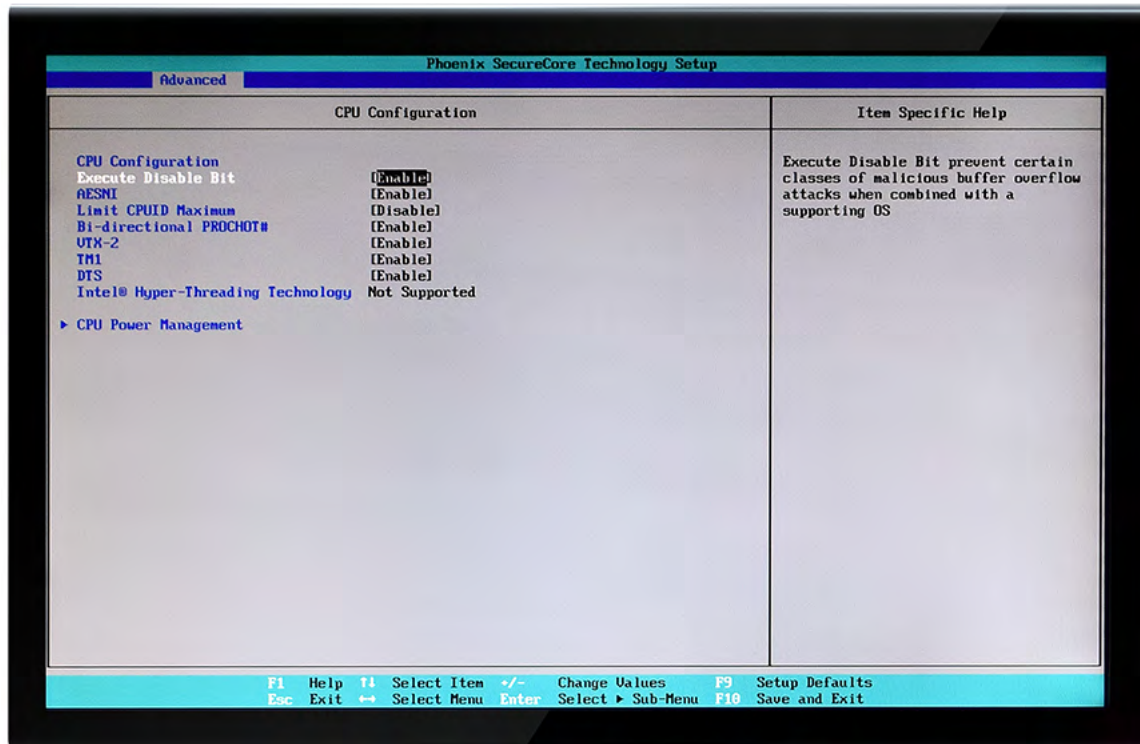 Phoenix SecureCore Technology Setup
Advanced
CPU Configuration
Item Specific Help
CPU Configuration
Execute Disable Bit [Enable]
AESNI [Enable]
Limit CPUID Maximum [Disable]
Bi-directional PROCHOT# [Enable]
VTX-2 [Enable]
TM1 [Enable]
DTS [Enable]
Intel® Hyper-Threading Technology Not Supported
▶ CPU Power Management
Execute Disable Bit prevent certain
classes of malicious buffer overflow
attacks when combined with a
supporting OS
F1 Help ↑↓ Select Item +/- Change Values F9 Setup Defaults
Esc Exit ↔ Select Menu Enter Select ▶ Sub-Menu F10 Save and Exit